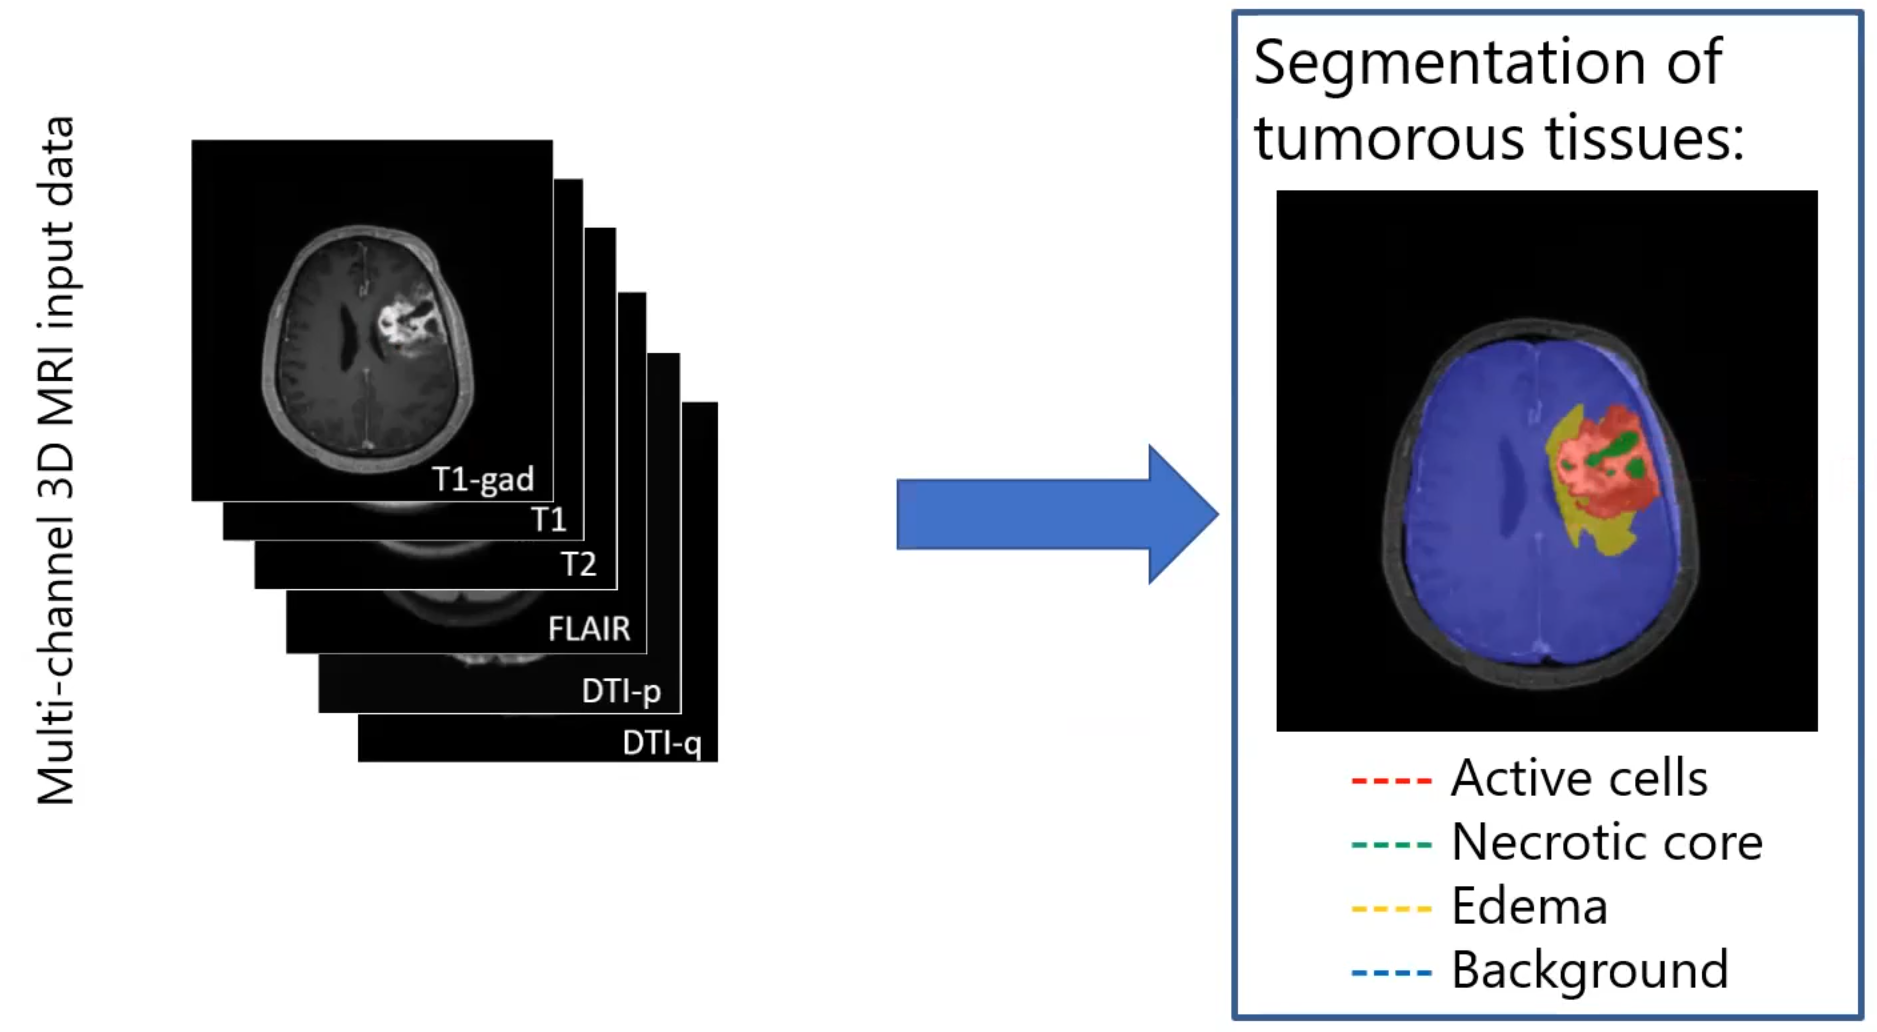 Multi-channel 3D MRI input data
T1-gad
T1
T2
FLAIR
DTI-p
DTI-q
Segmentation of
tumorous tissues:
Active cells
Necrotic core
Edema
Background